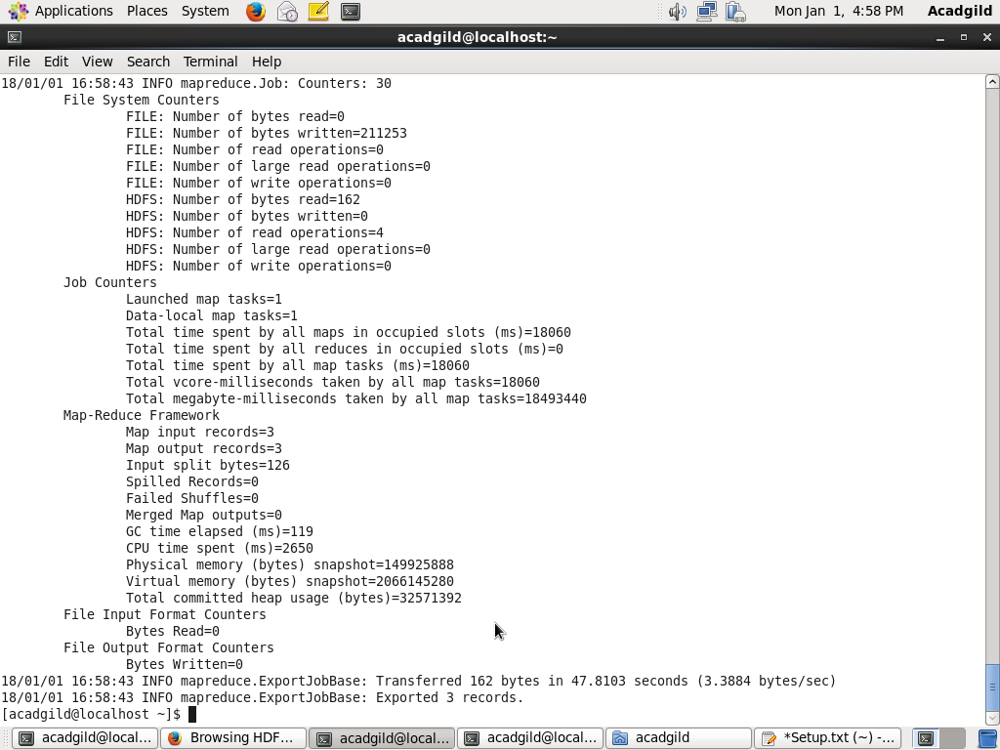 Applications Places System Mon Jan 1, 4:58 PM Acadgild
acadgild@localhost:~
File Edit View Search Terminal Help
18/01/01 16:58:43 INFO mapreduce.Job: Counters: 30
File System Counters
FILE: Number of bytes read=0
FILE: Number of bytes written=211253
FILE: Number of read operations=0
FILE: Number of large read operations=0
FILE: Number of write operations=0
HDFS: Number of bytes read=162
HDFS: Number of bytes written=0
HDFS: Number of read operations=4
HDFS: Number of large read operations=0
HDFS: Number of write operations=0
Job Counters
Launched map tasks=1
Data-local map tasks=1
Total time spent by all maps in occupied slots (ms)=18060
Total time spent by all reduces in occupied slots (ms)=0
Total time spent by all map tasks (ms)=18060
Total vcore-milliseconds taken by all map tasks=18060
Total megabyte-milliseconds taken by all map tasks=18493440
Map-Reduce Framework
Map input records=3
Map output records=3
Input split bytes=126
Spilled Records=0
Failed Shuffles=0
Merged Map outputs=0
GC time elapsed (ms)=119
CPU time spent (ms)=2650
Physical memory (bytes) snapshot=149925888
Virtual memory (bytes) snapshot=2066145280
Total committed heap usage (bytes)=32571392
File Input Format Counters
Bytes Read=0
File Output Format Counters
Bytes Written=0
18/01/01 16:58:43 INFO mapreduce.ExportJobBase: Transferred 162 bytes in 47.8103 seconds (3.3884 bytes/sec)
18/01/01 16:58:43 INFO mapreduce.ExportJobBase: Exported 3 records.
[acadgild@localhost ~]$
acadgild@local... Browsing HDF... acadgild@local... acadgild@local... acadgild *Setup.txt (~) -...